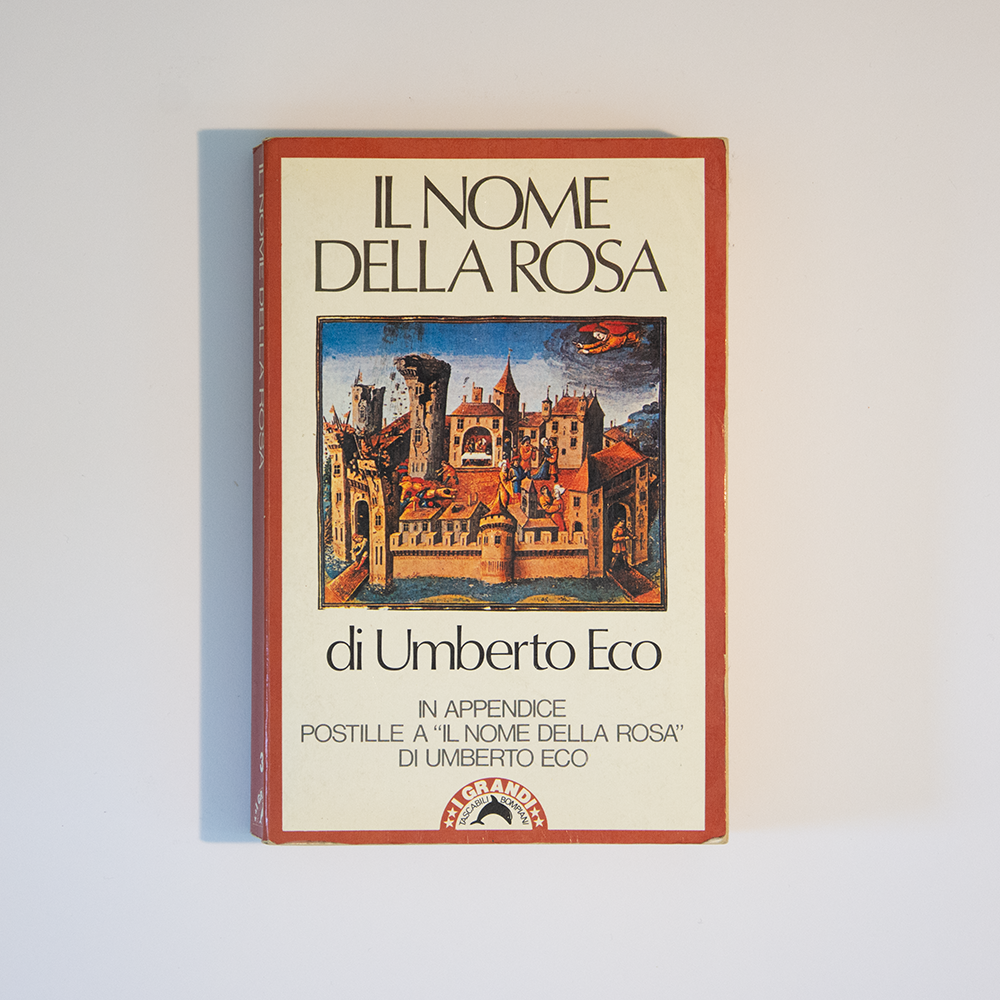 IL NOME
DELLA ROSA
di Umberto Eco
IN APPENDICE
POSTILLE A “IL NOME DELLA ROSA”
DI UMBERTO ECO
I GRANDI
TASCABILI BOMPIANI
IL NOME DELLA ROSA